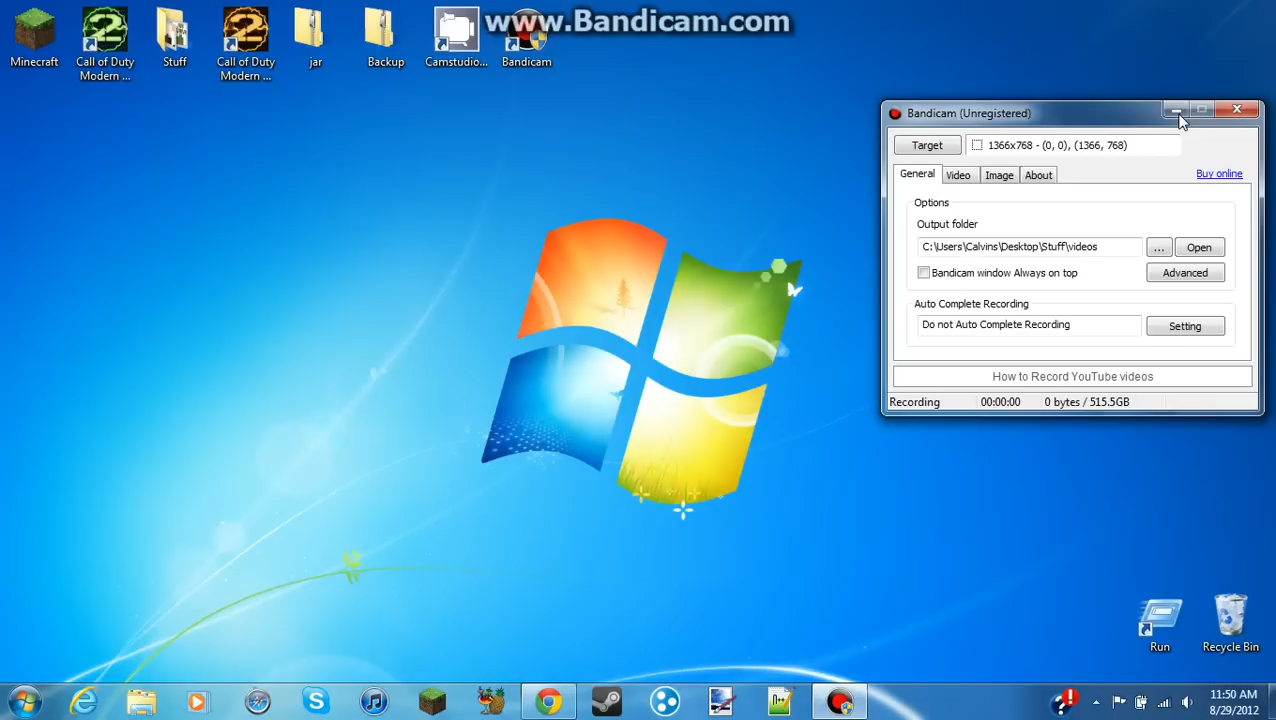 www.Bandicam.com
Minecraft
Call of Duty
Modern ...
Stuff
Call of Duty
Modern ...
jar
Backup
Camstudio...
Bandicam
Bandicam (Unregistered)
Target
1366x768 - (0, 0), (1366, 768)
General
Video
Image
About
Buy online
Options
Output folder
C:\Users\Calvins\Desktop\Stuff\videos
...
Open
Bandicam window Always on top
Advanced
Auto Complete Recording
Do not Auto Complete Recording
Setting
How to Record YouTube videos
Recording
00:00:00
0 bytes / 515.5GB
Run
Recycle Bin
11:50 AM
8/29/2012